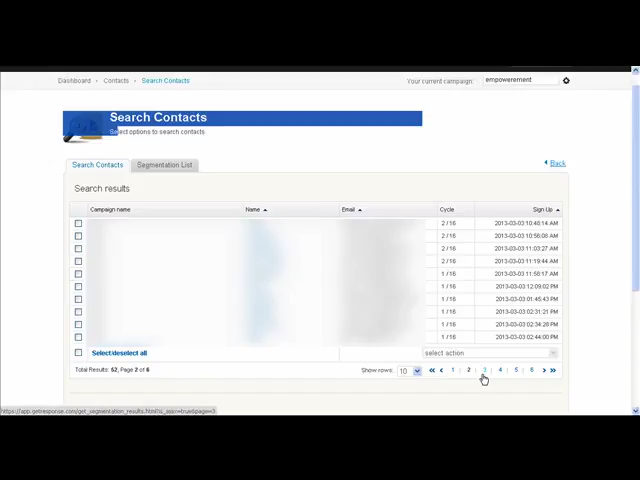 Dashboard • Contacts • Search Contacts
Your current campaign: empowerement
Search Contacts
Select options to search contacts
Search Contacts Segmentation List
Back
Search results
Campaign name Name Email Cycle Sign Up
2 / 16 2013-03-03 10:48:14 AM
2 / 16 2013-03-03 10:56:08 AM
2 / 16 2013-03-03 11:03:27 AM
2 / 16 2013-03-03 11:19:44 AM
1 / 16 2013-03-03 11:58:17 AM
1 / 16 2013-03-03 12:09:02 PM
1 / 16 2013-03-03 01:45:43 PM
1 / 16 2013-03-03 02:31:21 PM
1 / 16 2013-03-03 02:34:28 PM
1 / 16 2013-03-03 02:44:00 PM
Select/deselect all select action
Total Results: 52, Page 2 of 6 Show rows: 10 1 | 2 | 3 | 4 | 5 | 6